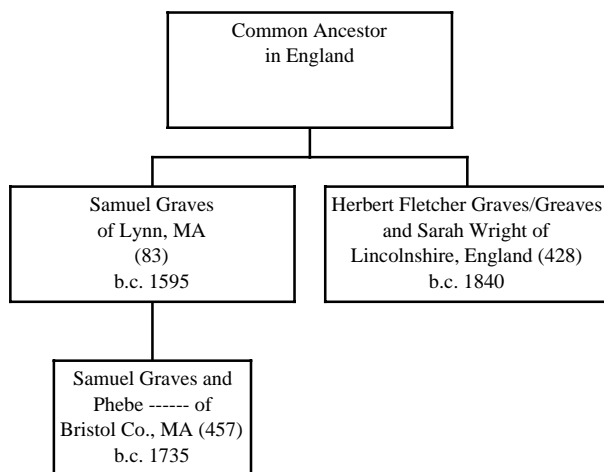 Common Ancestor
in England
Samuel Graves
of Lynn, MA
(83)
b.c. 1595
Herbert Fletcher Graves/Greaves
and Sarah Wright of
Lincolnshire, England (428)
b.c. 1840
Samuel Graves and
Phebe ------ of
Bristol Co., MA (457)
b.c. 1735